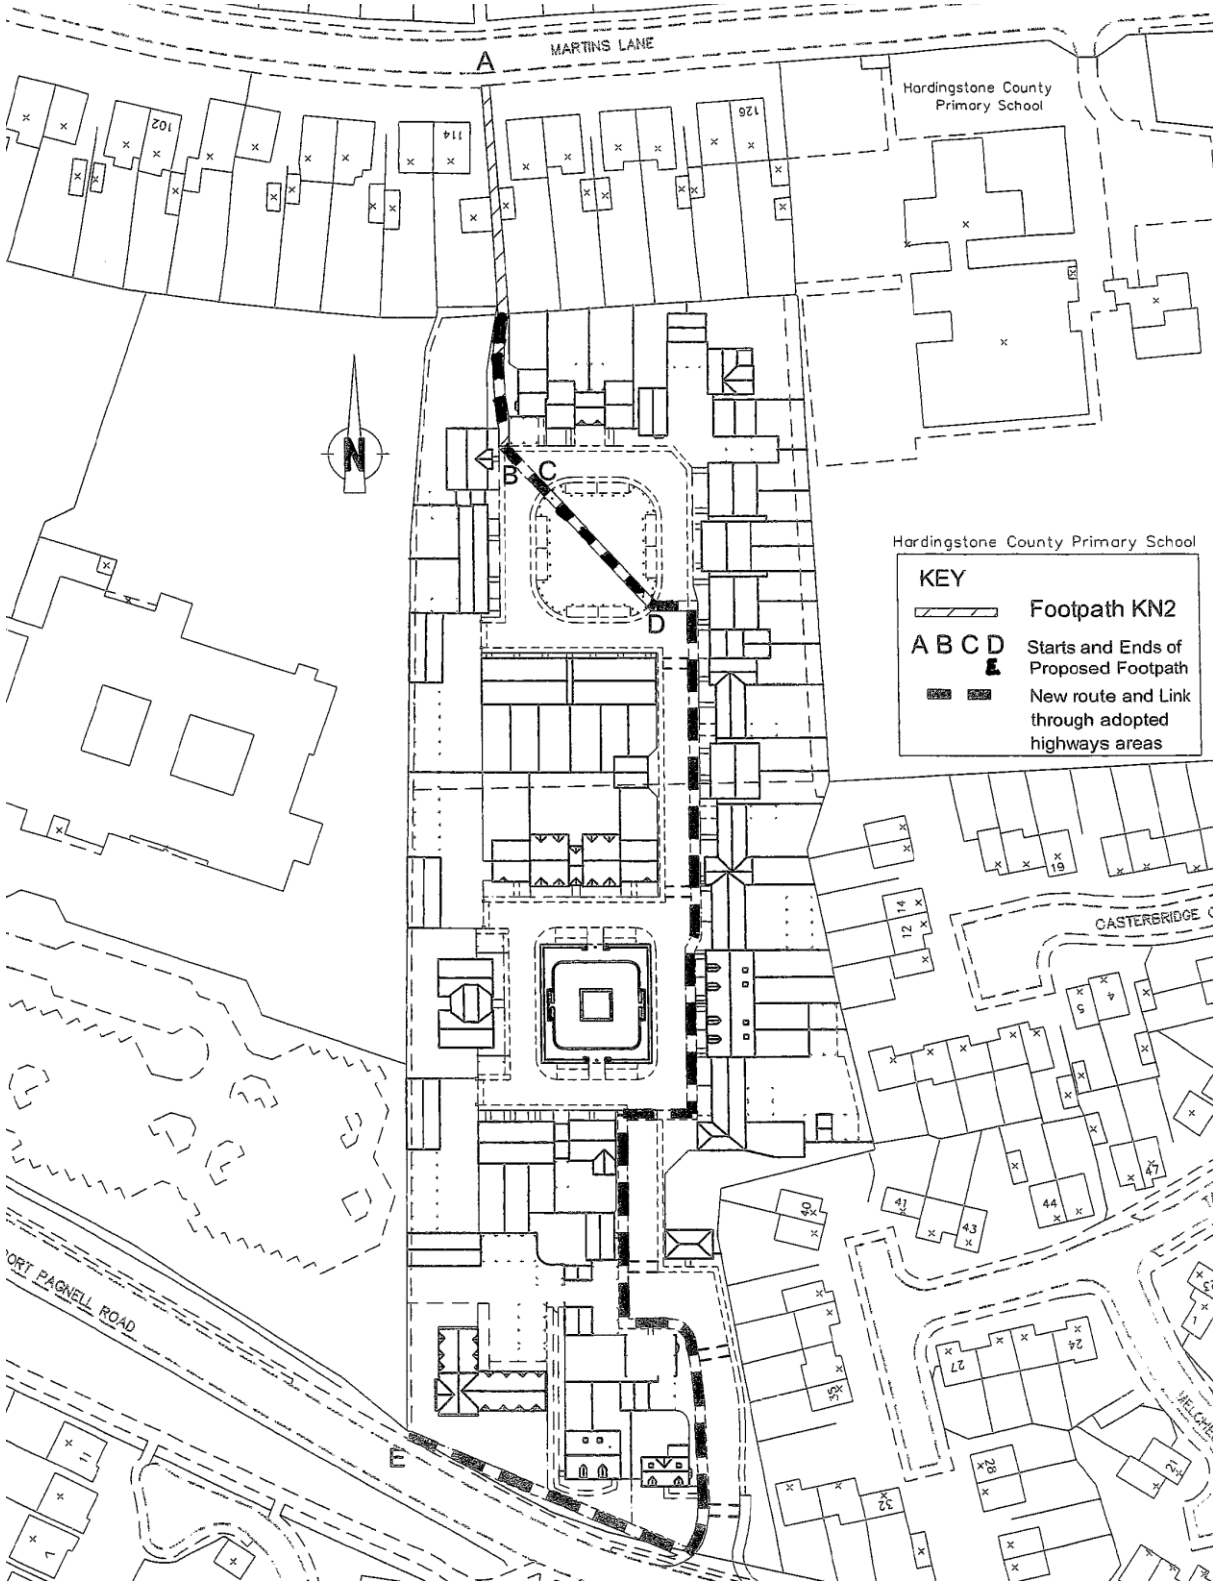 MARTINS LANE
A
Hardingstone County
Primary School
102
114
126
N
B
C
D
Hardingstone County Primary School
KEY
Footpath KN2
A B C D
E
Starts and Ends of
Proposed Footpath
New route and Link
through adopted
highways areas
19
14
12
CASTERBRIDGE
5
4
47
44
40
41
43
PAGNELL ROAD
E
35
27
24
28
32
11